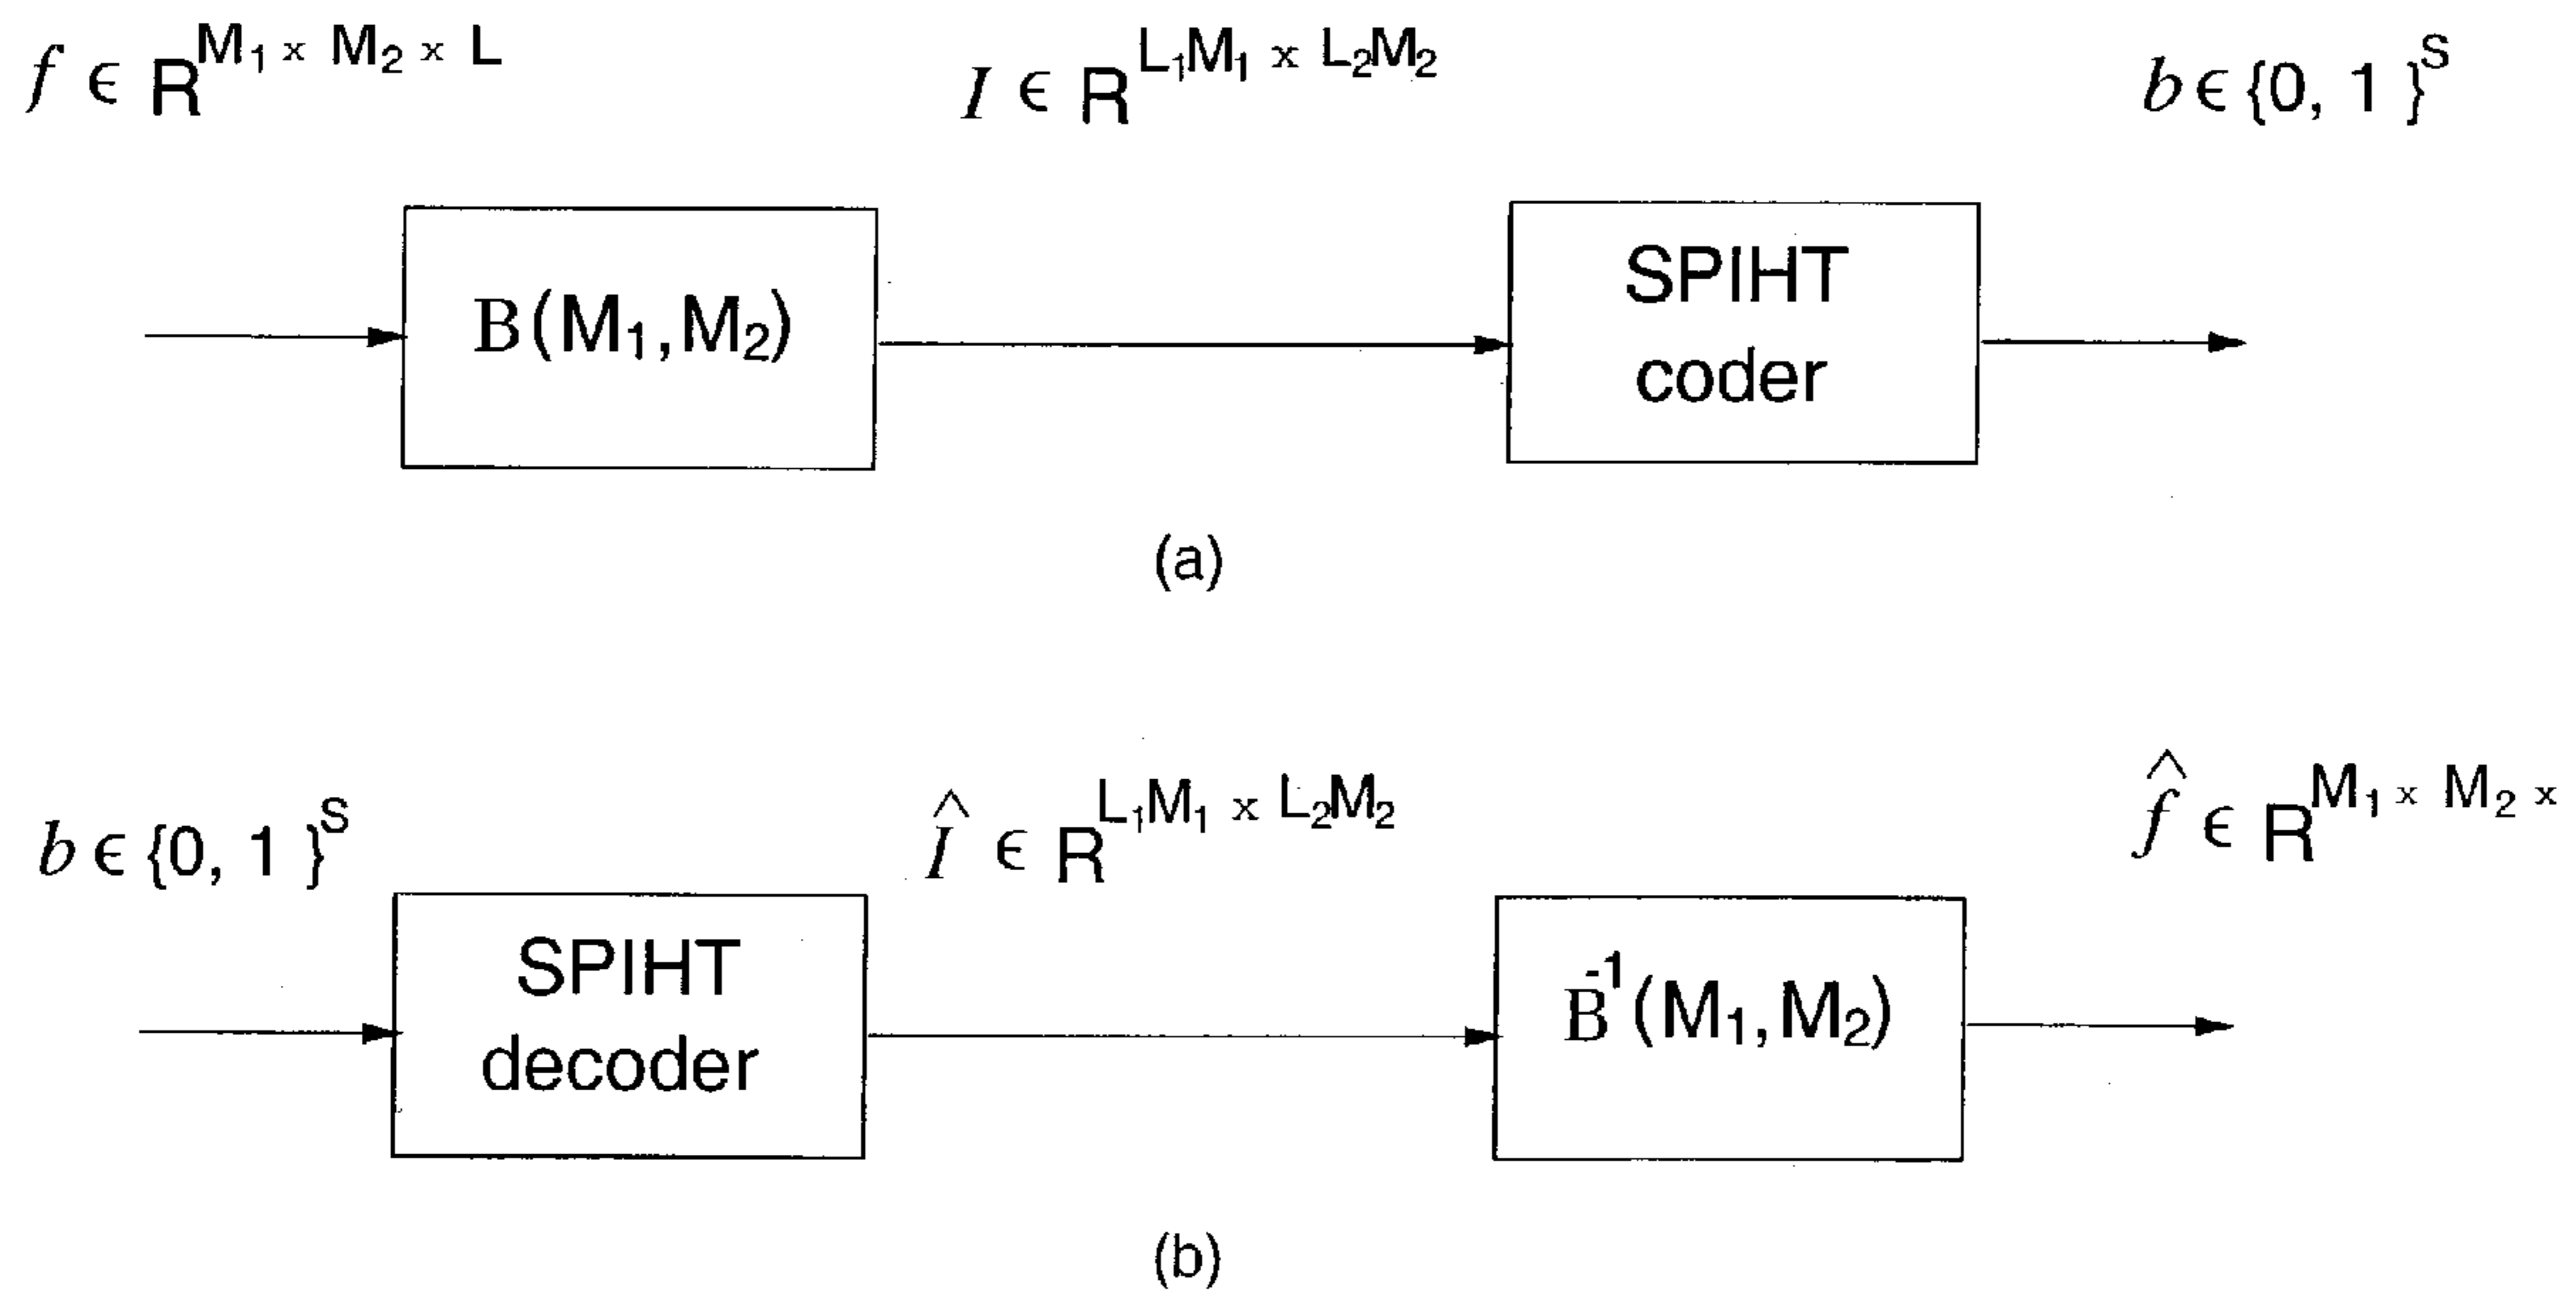 f ϵ R^M₁ × M₂ × L
I ϵ R^L₁M₁ × L₂M₂
b ϵ {0, 1 }^S
B(M₁,M₂)
SPIHT
coder
(a)
b ϵ {0, 1 }^S
Î ϵ R^L₁M₁ × L₂M₂
f̂ ϵ R^M₁ × M₂ ×
SPIHT
decoder
B^-1(M₁,M₂)
(b)